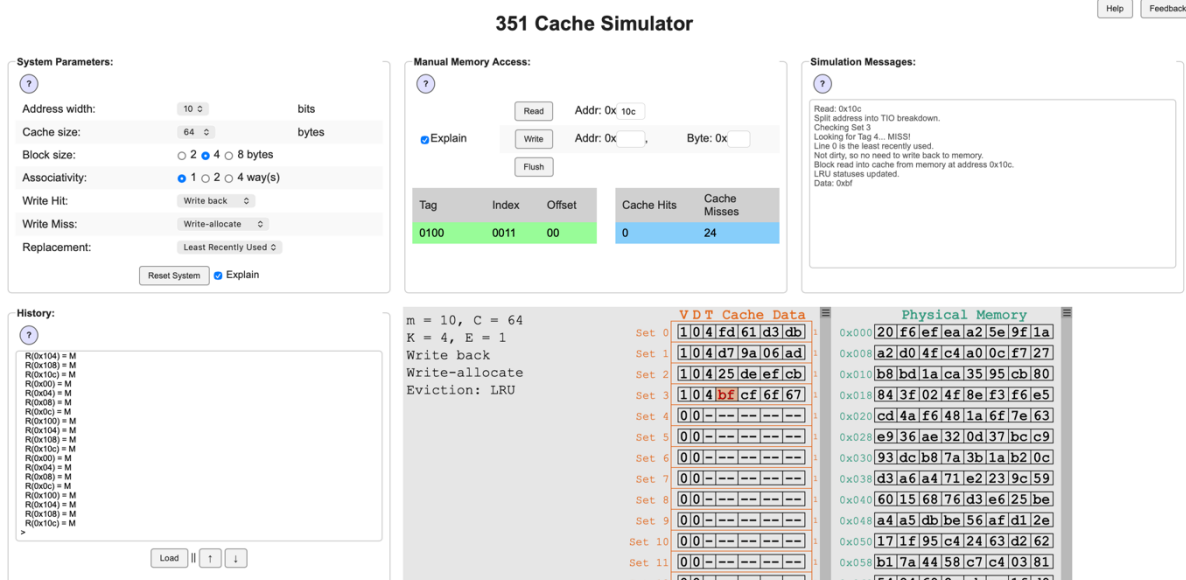 Help
Feedback
351 Cache Simulator
System Parameters:
?
Address width: 10 bits
Cache size: 64 bytes
Block size: 2 4 8 bytes
Associativity: 1 2 4 way(s)
Write Hit: Write back
Write Miss: Write-allocate
Replacement: Least Recently Used
Reset System Explain
Manual Memory Access:
?
Read Addr: 0x 10c
Explain Write Addr: 0x , Byte: 0x
Flush
Tag Index Offset
0100 0011 00
Cache Hits Cache Misses
0 24
Simulation Messages:
?
Read: 0x10c
Split address into TIO breakdown.
Checking Set 3
Looking for Tag 4... MISS!
Line 0 is the least recently used.
Not dirty, so no need to write back to memory.
Block read into cache from memory at address 0x10c.
LRU statuses updated.
Data: 0xbf
History:
?
R(0x104) = M
R(0x108) = M
R(0x10c) = M
R(0x00) = M
R(0x04) = M
R(0x08) = M
R(0x0c) = M
R(0x100) = M
R(0x104) = M
R(0x108) = M
R(0x10c) = M
R(0x00) = M
R(0x04) = M
R(0x08) = M
R(0x0c) = M
R(0x100) = M
R(0x104) = M
R(0x108) = M
R(0x10c) = M
>
Load || ↑ ↓
m = 10, C = 64
K = 4, E = 1
Write back
Write-allocate
Eviction: LRU
V D T Cache Data
Set 0 1 0 4 fd 61 d3 db 1
Set 1 1 0 4 d7 9a 06 ad 1
Set 2 1 0 4 25 de ef cb 1
Set 3 1 0 4 bf cf 6f 67 1
Set 4 0 0 - -- -- -- -- 1
Set 5 0 0 - -- -- -- -- 1
Set 6 0 0 - -- -- -- -- 1
Set 7 0 0 - -- -- -- -- 1
Set 8 0 0 - -- -- -- -- 1
Set 9 0 0 - -- -- -- -- 1
Set 10 0 0 - -- -- -- -- 1
Set 11 0 0 - -- -- -- -- 1
Physical Memory
0x000 20 f6 ef ea a2 5e 9f 1a
0x008 a2 d0 4f c4 a0 0c f7 27
0x010 b8 bd 1a ca 35 95 cb 80
0x018 84 3f 02 4f 8e f3 f6 e5
0x020 cd 4a f6 48 1a 6f 7e 63
0x028 e9 36 ae 32 0d 37 bc c9
0x030 93 dc b8 7a 3b 1a b2 0c
0x038 d3 a6 a4 71 e2 23 9c 59
0x040 60 15 68 76 d3 e6 25 be
0x048 a4 a5 db be 56 af d1 2e
0x050 17 1f 95 c4 24 63 d2 62
0x058 b1 7a 44 58 c7 c4 03 81